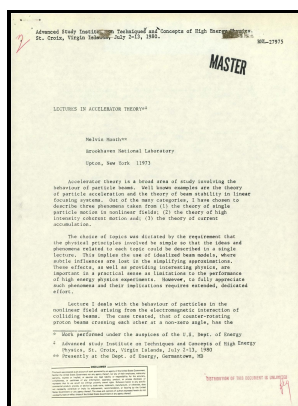 Advanced Study Institute on Techniques and Concepts of High Energy Physics,
St. Croix, Virgin Islands, July 2-13, 1980.
BNL-27975
MASTER
LECTURES IN ACCELERATOR THEORY*†
Melvin Month**
Brookhaven National Laboratory
Upton, New York 11973
Accelerator theory is a broad area of study involving the
behaviour of particle beams. Well known examples are the theory
of particle acceleration and the theory of beam stability in linear
focusing systems. Out of the many categories, I have chosen to
describe three phenomena taken from (1) the theory of single
particle motion in nonlinear fields; (2) the theory of high
intensity coherent motion and; (3) the theory of current
accumulation.
The choice of topics was dictated by the requirement that
the physical principles involved be simple so that the ideas and
phenomena related to each topic could be described in a single
lecture. This implies the use of idealized beam models, where
subtle influences are lost in the simplifying approximations.
These effects, as well as providing interesting physics, are
important in a practical sense as limitations to the performance
of high energy physics experiments. However, to fully appreciate
such phenomena and their implications requires extended, dedicated
effort.
Lecture I deals with the behaviour of particles in the
nonlinear field arising from the electromagnetic interaction of
colliding beams. The case treated, that of counter-rotating
proton beams crossing each other at a non-zero angle, has the
* Work performed under the auspices of the U.S. Dept. of Energy
† Advanced study Institute on Techniques and Concepts of High Energy
Physics, St. Croix, Virgin Islands, July 2-13, 1980
** Presently at the Dept. of Energy, Germantown, MD
DISCLAIMER
DISTRIBUTION OF THIS DOCUMENT IS UNLIMITED